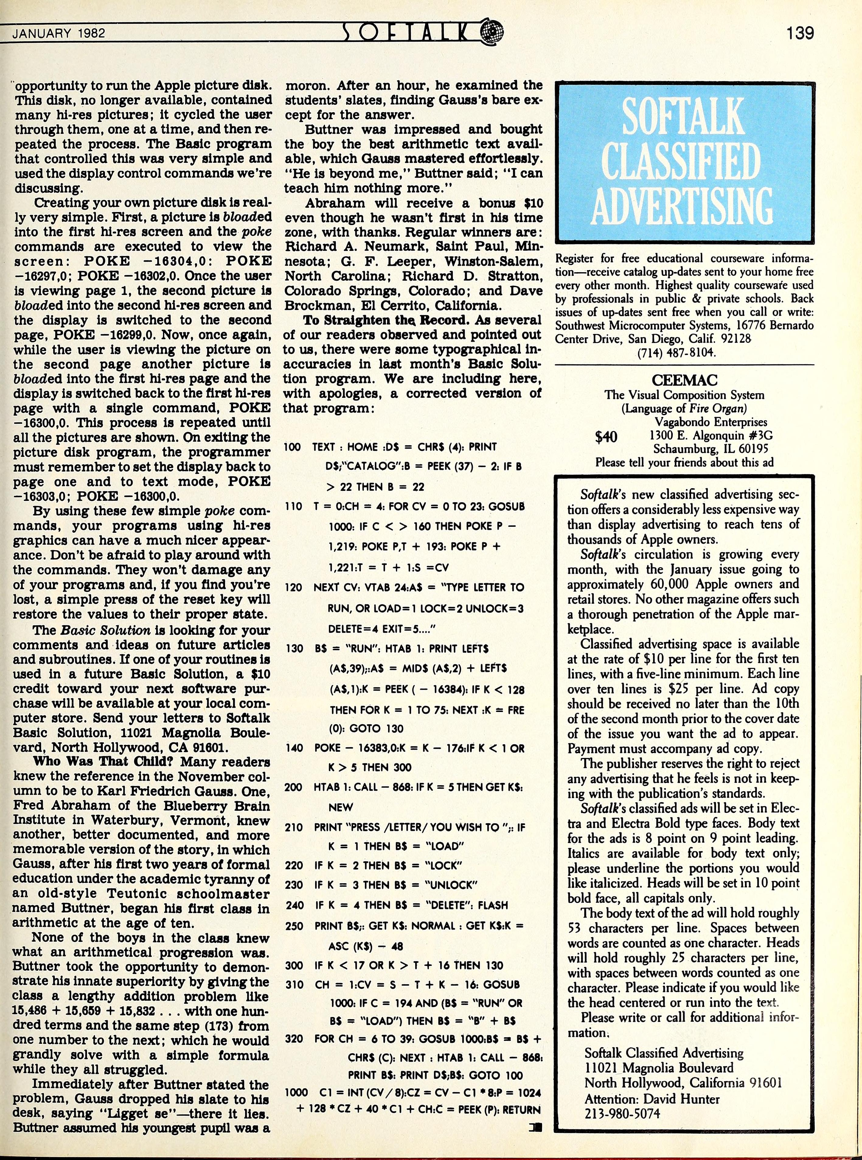 JANUARY 1982
SOFTALK
139
opportunity to run the Apple picture disk.
This disk, no longer available, contained
many hi-res pictures; it cycled the user
through them, one at a time, and then re-
peated the process. The Basic program
that controlled this was very simple and
used the display control commands we're
discussing.
Creating your own picture disk is real-
ly very simple. First, a picture is bloaded
into the first hi-res screen and the poke
commands are executed to view the
screen: POKE -16304,0: POKE
-16297,0; POKE -16302,0. Once the user
is viewing page 1, the second picture is
bloaded into the second hi-res screen and
the display is switched to the second
page, POKE -16299,0. Now, once again,
while the user is viewing the picture on
the second page another picture is
bloaded into the first hi-res page and the
display is switched back to the first hi-res
page with a single command, POKE
-16300,0. This process is repeated until
all the pictures are shown. On exiting the
picture disk program, the programmer
must remember to set the display back to
page one and to text mode, POKE
-16303,0; POKE -16300,0.
By using these few simple poke com-
mands, your programs using hi-res
graphics can have a much nicer appear-
ance. Don't be afraid to play around with
the commands. They won't damage any
of your programs and, if you find you're
lost, a simple press of the reset key will
restore the values to their proper state.
The Basic Solution is looking for your
comments and ideas on future articles
and subroutines. If one of your routines is
used in a future Basic Solution, a $10
credit toward your next software pur-
chase will be available at your local com-
puter store. Send your letters to Softalk
Basic Solution, 11021 Magnolia Boule-
vard, North Hollywood, CA 91601.
Who Was That Child? Many readers
knew the reference in the November col-
umn to be to Karl Friedrich Gauss. One,
Fred Abraham of the Blueberry Brain
Institute in Waterbury, Vermont, knew
another, better documented, and more
memorable version of the story, in which
Gauss, after his first two years of formal
education under the academic tyranny of
an old-style Teutonic schoolmaster
named Buttner, began his first class in
arithmetic at the age of ten.
None of the boys in the class knew
what an arithmetical progression was.
Buttner took the opportunity to demon-
strate his innate superiority by giving the
class a lengthy addition problem like
15,486 + 15,659 + 15,832 . . . with one hun-
dred terms and the same step (173) from
one number to the next; which he would
grandly solve with a simple formula
while they all struggled.
Immediately after Buttner stated the
problem, Gauss dropped his slate to his
desk, saying "Ligget se"—there it lies.
Buttner assumed his youngest pupil was a
moron. After an hour, he examined the
students' slates, finding Gauss's bare ex-
cept for the answer.
Buttner was impressed and bought
the boy the best arithmetic text avail-
able, which Gauss mastered effortlessly.
"He is beyond me," Buttner said; "I can
teach him nothing more."
Abraham will receive a bonus $10
even though he wasn't first in his time
zone, with thanks. Regular winners are:
Richard A. Neumark, Saint Paul, Min-
nesota; G. F. Leeper, Winston-Salem,
North Carolina; Richard D. Stratton,
Colorado Springs, Colorado; and Dave
Brockman, El Cerrito, California.
To Straighten the Record. As several
of our readers observed and pointed out
to us, there were some typographical in-
accuracies in last month's Basic Solu-
tion program. We are including here,
with apologies, a corrected version of
that program:
100 TEXT : HOME :D$ = CHR$ (4): PRINT
D$;"CATALOG":B = PEEK (37) - 2: IF B
> 22 THEN B = 22
110 T = 0:CH = 4: FOR CV = 0 TO 23: GOSUB
1000: IF C < > 160 THEN POKE P -
1,219: POKE P,T + 193: POKE P +
1,221:T = T + 1:S =CV
120 NEXT CV: VTAB 24:A$ = "TYPE LETTER TO
RUN, OR LOAD=1 LOCK=2 UNLOCK=3
DELETE=4 EXIT=5...."
130 B$ = "RUN": HTAB 1: PRINT LEFT$
(A$,39);:A$ = MID$ (A$,2) + LEFT$
(A$,1):K = PEEK ( - 16384): IF K < 128
THEN FOR K = 1 TO 75: NEXT :K = FRE
(0): GOTO 130
140 POKE - 16383,0:K = K - 176:IF K < 1 OR
K > 5 THEN 300
200 HTAB 1: CALL - 868: IF K = 5 THEN GET K$:
NEW
210 PRINT "PRESS /LETTER/ YOU WISH TO ";: IF
K = 1 THEN B$ = "LOAD"
220 IF K = 2 THEN B$ = "LOCK"
230 IF K = 3 THEN B$ = "UNLOCK"
240 IF K = 4 THEN B$ = "DELETE": FLASH
250 PRINT B$;: GET K$: NORMAL : GET K$:K =
ASC (K$) - 48
300 IF K < 17 OR K > T + 16 THEN 130
310 CH = 1:CV = S - T + K - 16: GOSUB
1000: IF C = 194 AND (B$ = "RUN" OR
B$ = "LOAD") THEN B$ = "B" + B$
320 FOR CH = 6 TO 39: GOSUB 1000:B$ = B$ +
CHR$ (C): NEXT : HTAB 1: CALL - 868:
PRINT B$: PRINT D$;B$: GOTO 100
1000 C1 = INT (CV / 8):CZ = CV - C1 * 8:P = 1024
+ 128 * CZ + 40 * C1 + CH:C = PEEK (P): RETURN
SOFTALK
CLASSIFIED
ADVERTISING
Register for free educational courseware informa-
tion—receive catalog up-dates sent to your home free
every other month. Highest quality courseware used
by professionals in public & private schools. Back
issues of up-dates sent free when you call or write:
Southwest Microcomputer Systems, 16776 Bernardo
Center Drive, San Diego, Calif. 92128
(714) 487-8104.
CEEMAC
The Visual Composition System
(Language of Fire Organ)
Vagabondo Enterprises
$40 1300 E. Algonquin #3G
Schaumburg, IL 60195
Please tell your friends about this ad
Softalk's new classified advertising sec-
tion offers a considerably less expensive way
than display advertising to reach tens of
thousands of Apple owners.
Softalk's circulation is growing every
month, with the January issue going to
approximately 60,000 Apple owners and
retail stores. No other magazine offers such
a thorough penetration of the Apple mar-
ketplace.
Classified advertising space is available
at the rate of $10 per line for the first ten
lines, with a five-line minimum. Each line
over ten lines is $25 per line. Ad copy
should be received no later than the 10th
of the second month prior to the cover date
of the issue you want the ad to appear.
Payment must accompany ad copy.
The publisher reserves the right to reject
any advertising that he feels is not in keep-
ing with the publication's standards.
Softalk's classified ads will be set in Elec-
tra and Electra Bold type faces. Body text
for the ads is 8 point on 9 point leading.
Italics are available for body text only;
please underline the portions you would
like italicized. Heads will be set in 10 point
bold face, all capitals only.
The body text of the ad will hold roughly
53 characters per line. Spaces between
words are counted as one character. Heads
will hold roughly 25 characters per line,
with spaces between words counted as one
character. Please indicate if you would like
the head centered or run into the text.
Please write or call for additional infor-
mation.
Softalk Classified Advertising
11021 Magnolia Boulevard
North Hollywood, California 91601
Attention: David Hunter
213-980-5074